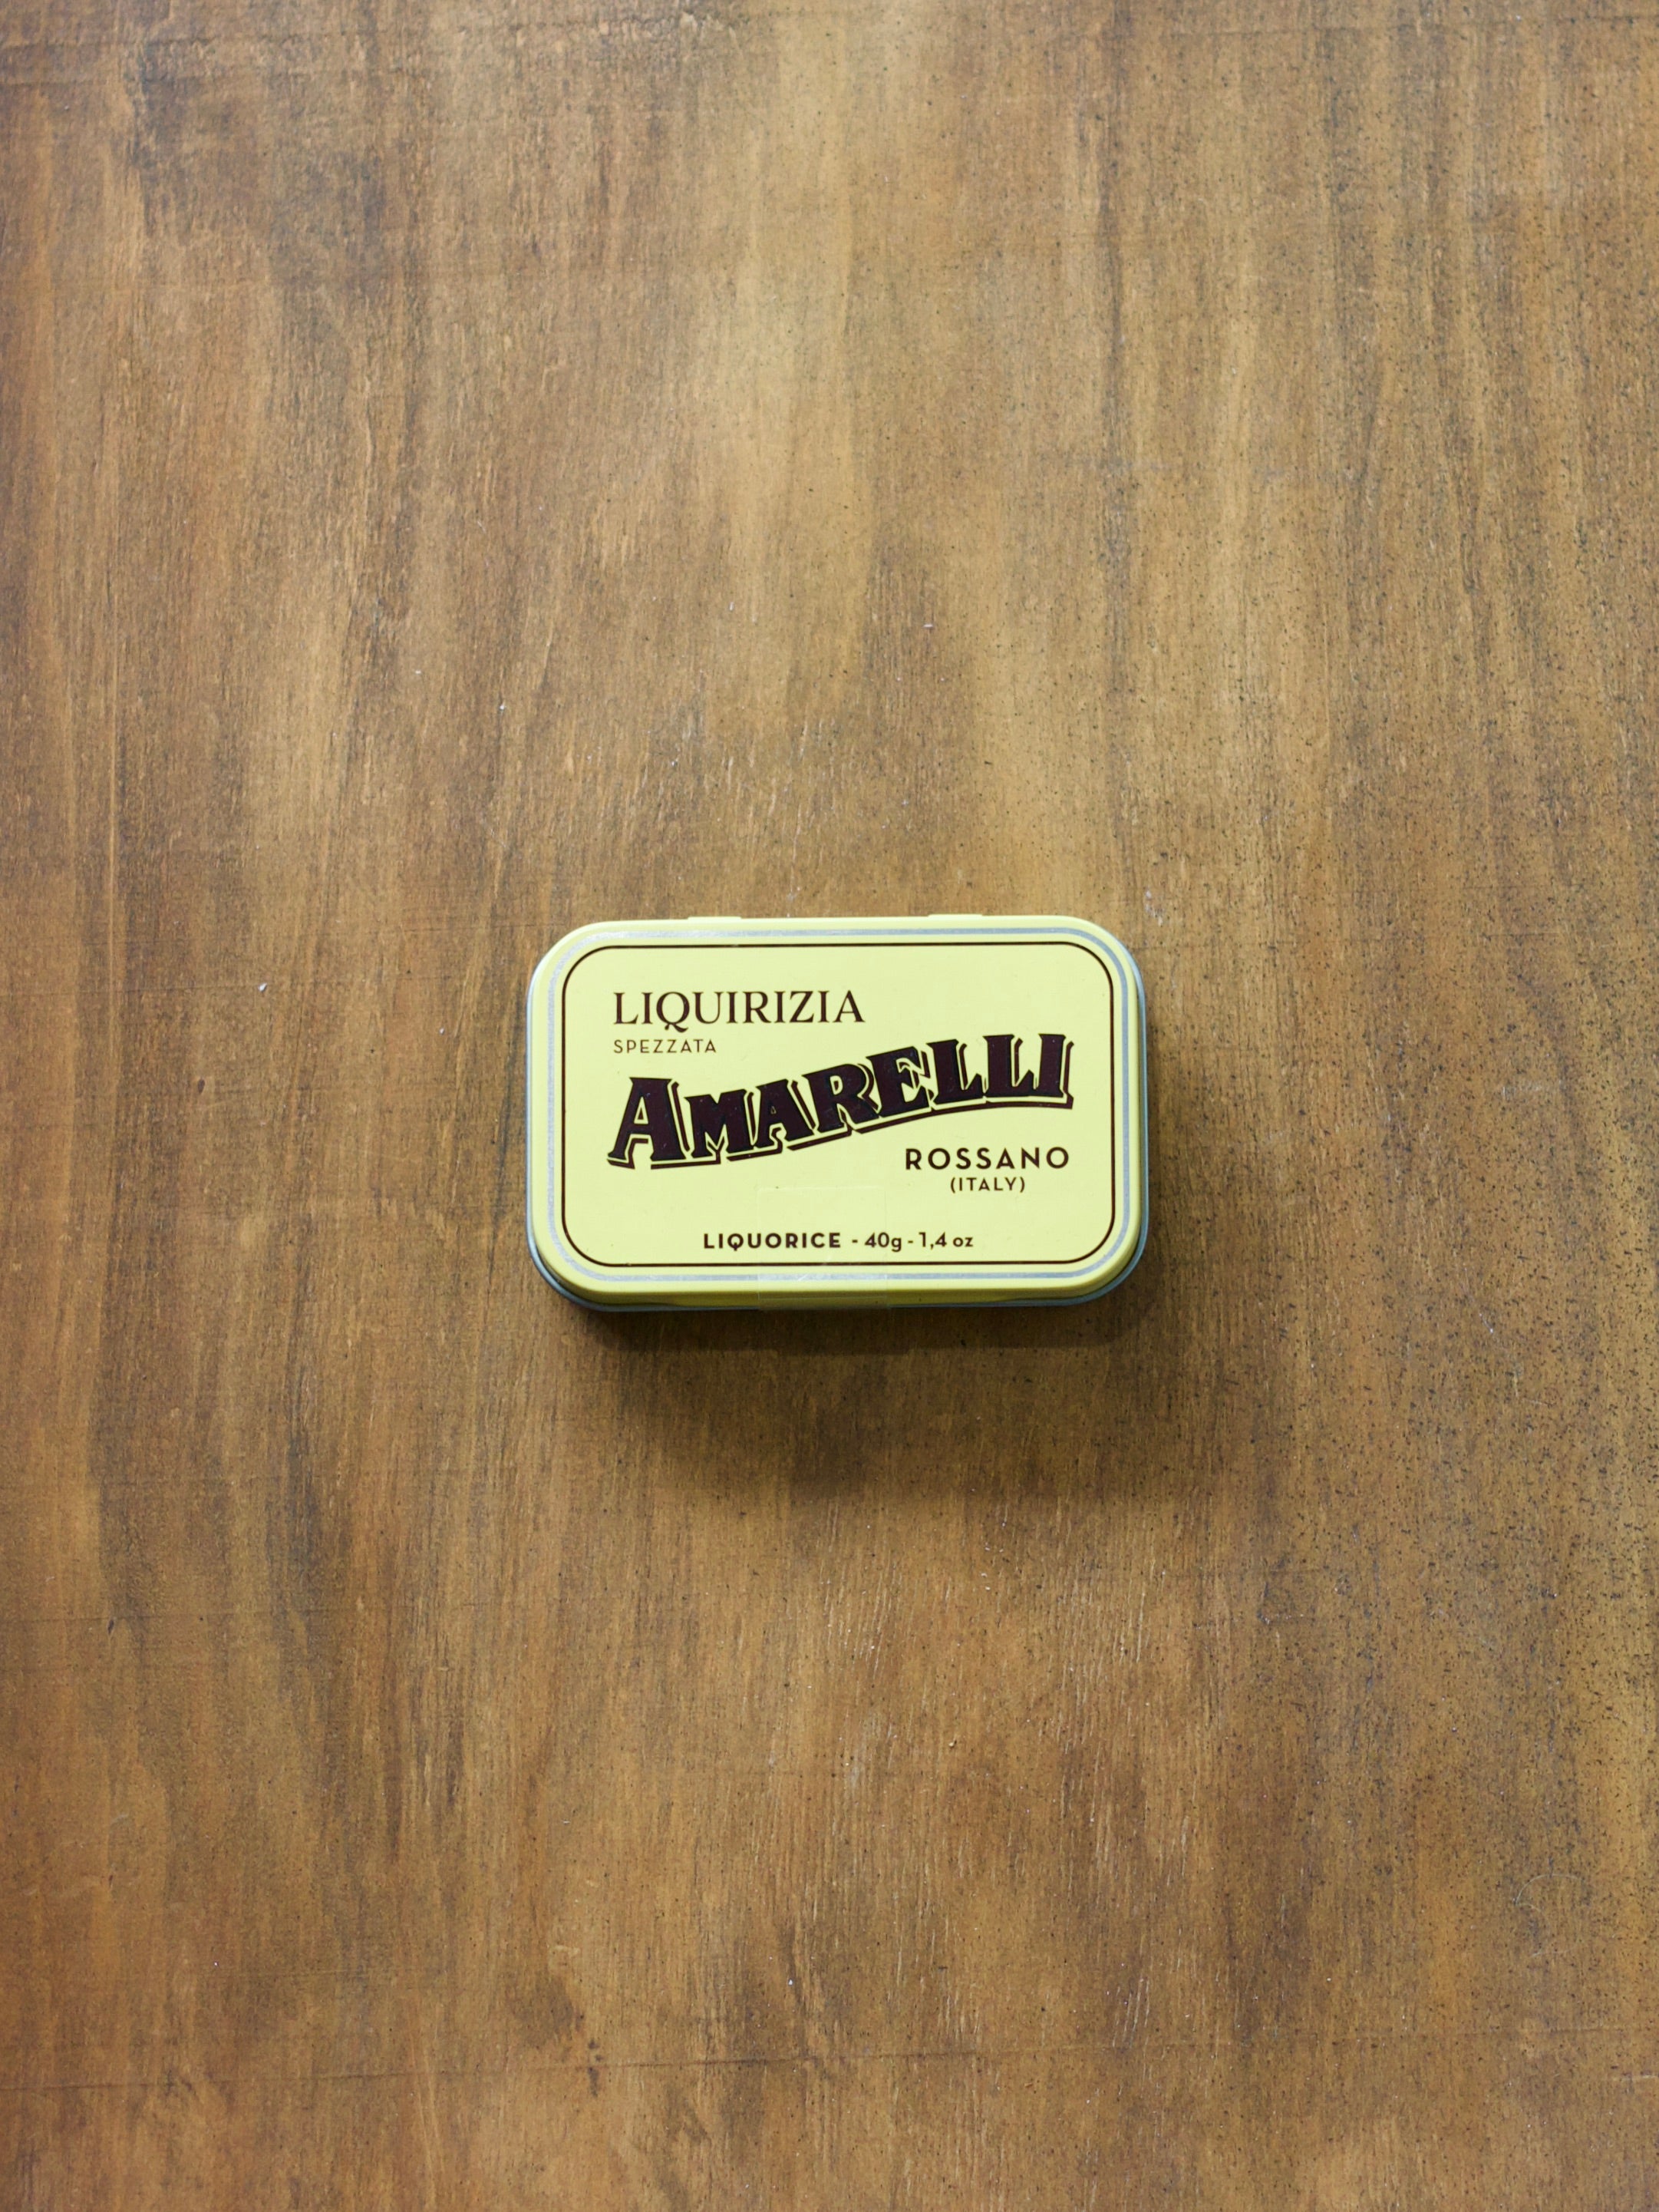 LIQUIRIZIA
SPEZZATA
AMARELLI
ROSSANO
(ITALY)
LIQUORICE - 40g - 1,4 oz